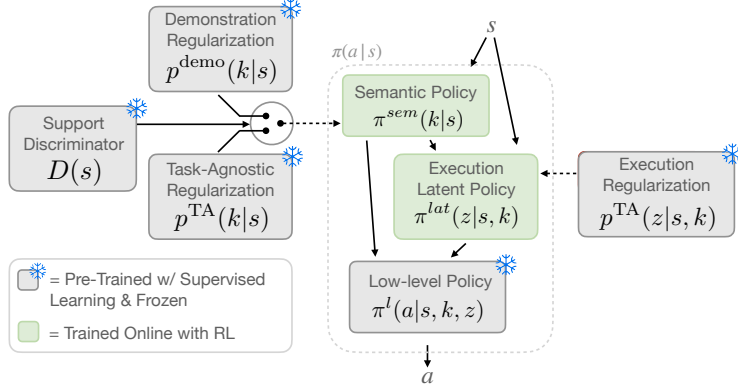 Demonstration
Regularization
p^demo(k|s)
Support
Discriminator
D(s)
Task-Agnostic
Regularization
p^TA(k|s)
π(a|s)
s
Semantic Policy
π^sem(k|s)
Execution
Latent Policy
π^lat(z|s, k)
Execution
Regularization
p^TA(z|s, k)
Low-level Policy
π^l(a|s, k, z)
a
= Pre-Trained w/ Supervised
Learning & Frozen
= Trained Online with RL